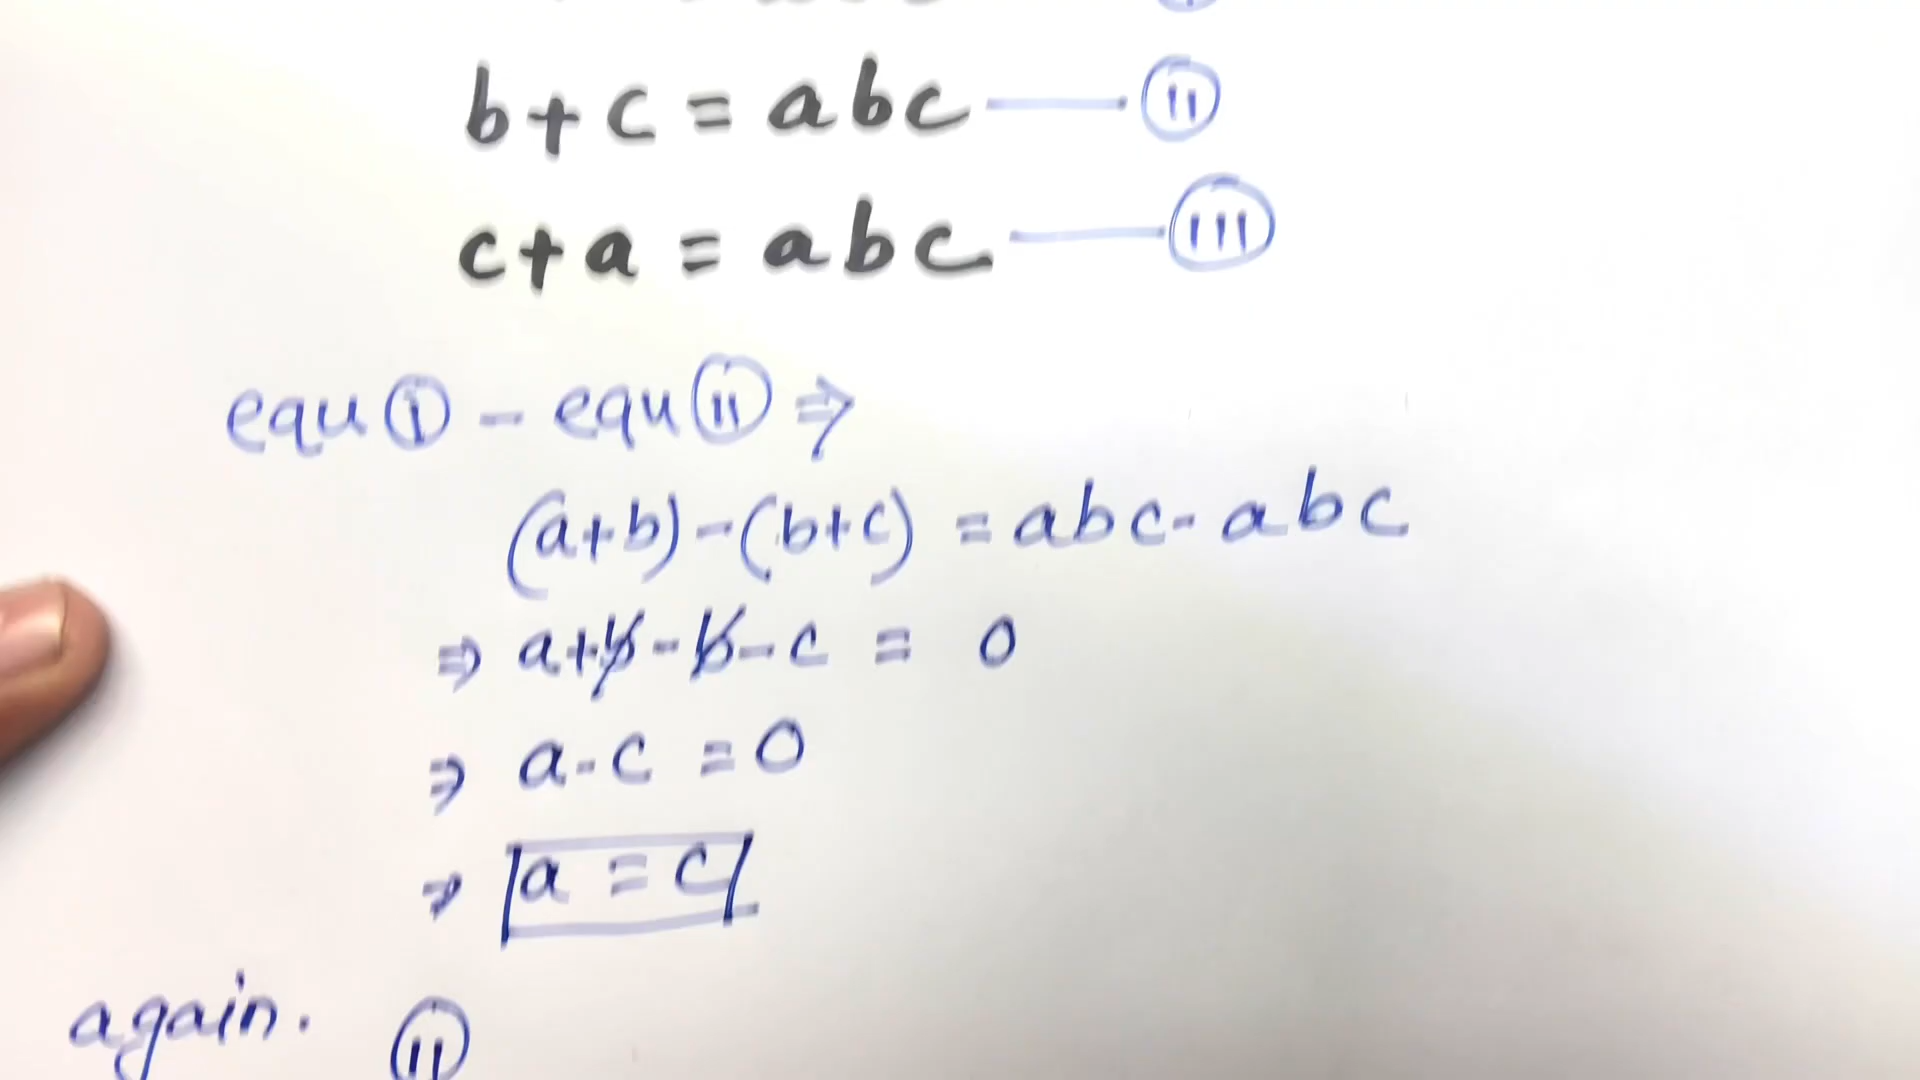 b+c = abc — (ii)
c+a = abc — (iii)
equ (i) - equ (ii) ⇒
(a+b)-(b+c) = abc-abc
⇒ a+b-b-c = 0
⇒ a-c = 0
⇒ a = c
again. (ii)